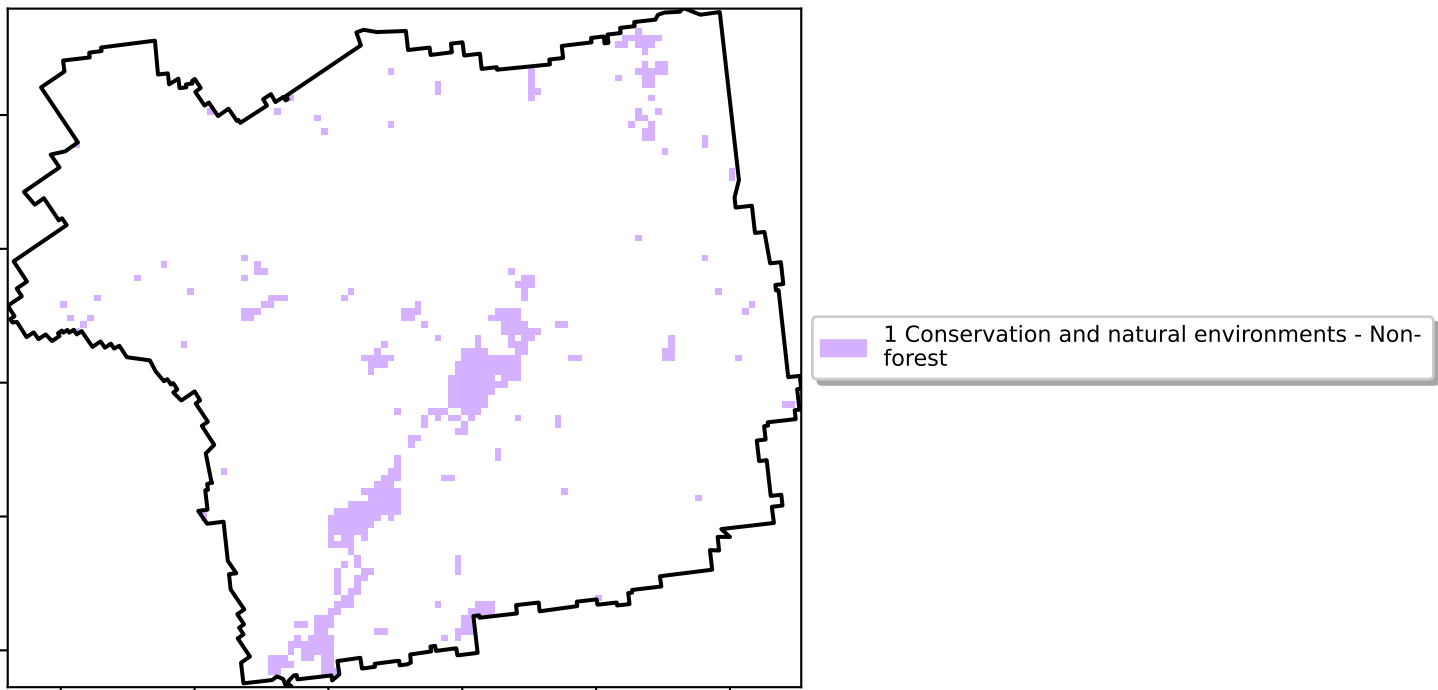 1 Conservation and natural environments - Non-
forest